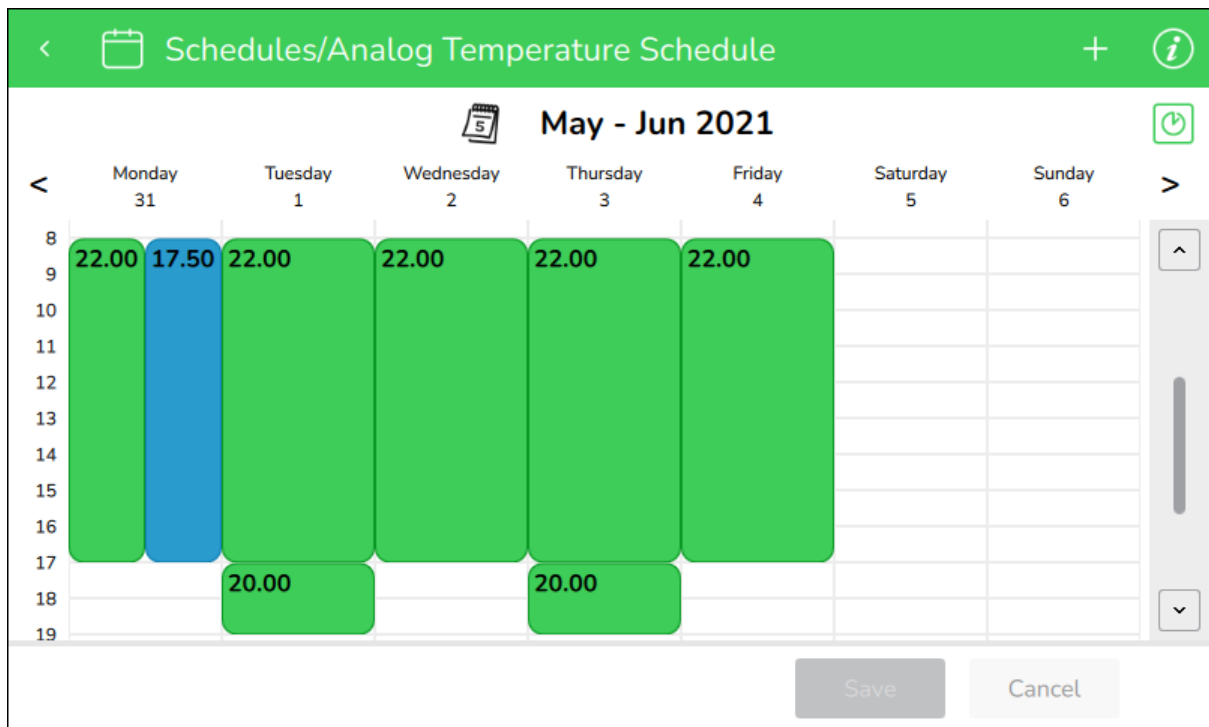 Schedules/Analog Temperature Schedule
5
May - Jun 2021
Monday Tuesday Wednesday Thursday Friday Saturday Sunday
31 1 2 3 4 5 6
8
22.00 17.50 22.00 22.00 22.00 22.00
9
10
11
12
13
14
15
16
17
20.00 20.00
18
19
Save Cancel